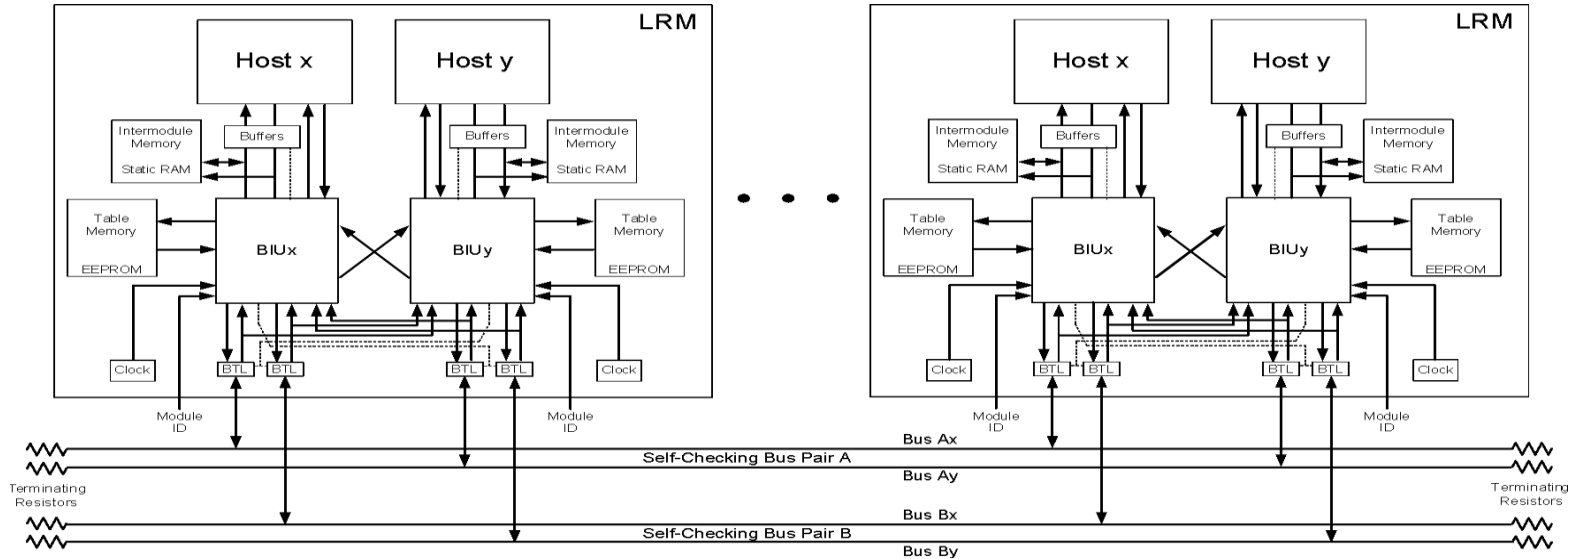 LRM
LRM
Host x
Host y
Host x
Host y
Intermodule
Memory
Static RAM
Buffers
Buffers
Intermodule
Memory
Static RAM
Intermodule
Memory
Static RAM
Buffers
Buffers
Intermodule
Memory
Static RAM
Table
Memory
EEPROM
BIUx
BIUy
Table
Memory
EEPROM
Table
Memory
EEPROM
BIUx
BIUy
Table
Memory
EEPROM
Clock
BTL
BTL
BTL
BTL
Clock
Clock
BTL
BTL
BTL
BTL
Clock
Module
ID
Module
ID
Module
ID
Module
ID
Bus Ax
Self-Checking Bus Pair A
Bus Ay
Terminating
Resistors
Terminating
Resistors
Bus Bx
Self-Checking Bus Pair B
Bus By